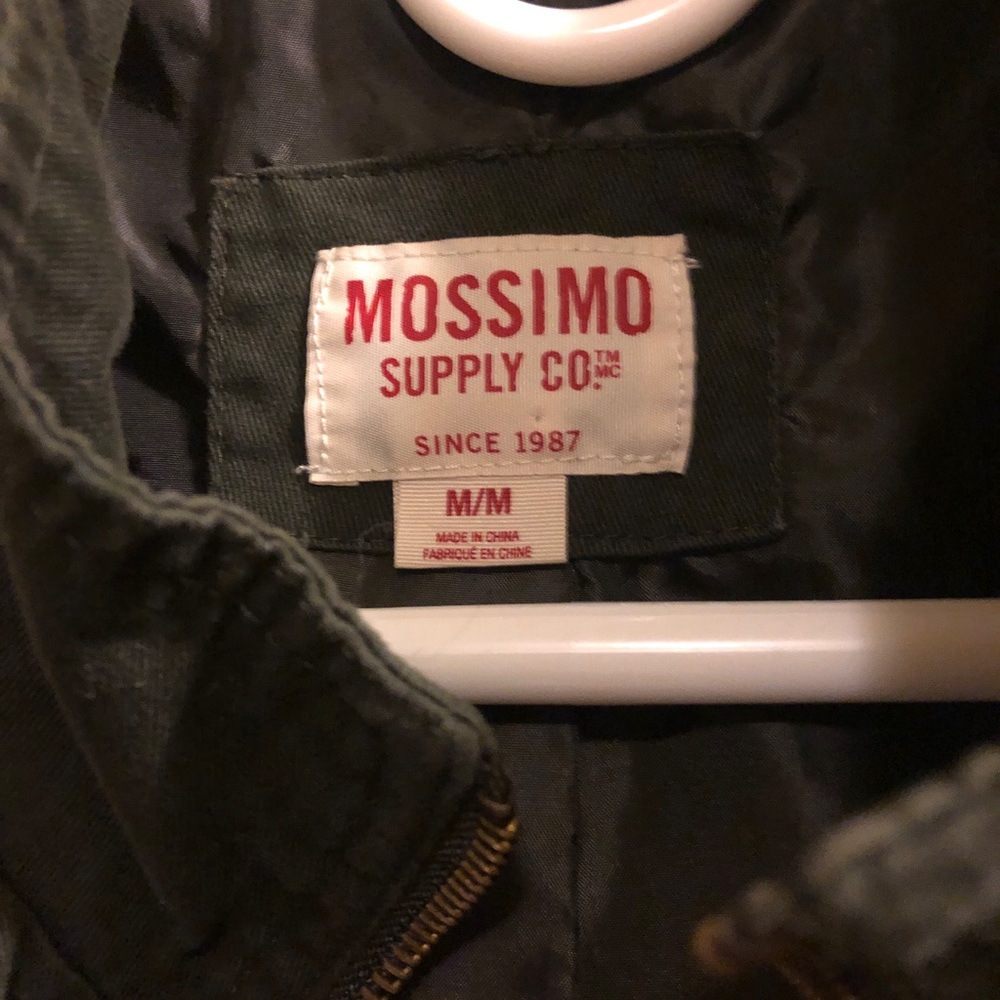 MOSSIMO
SUPPLY CO.™ MC
SINCE 1987
M/M
MADE IN CHINA
FABRIQUÉ EN CHINE